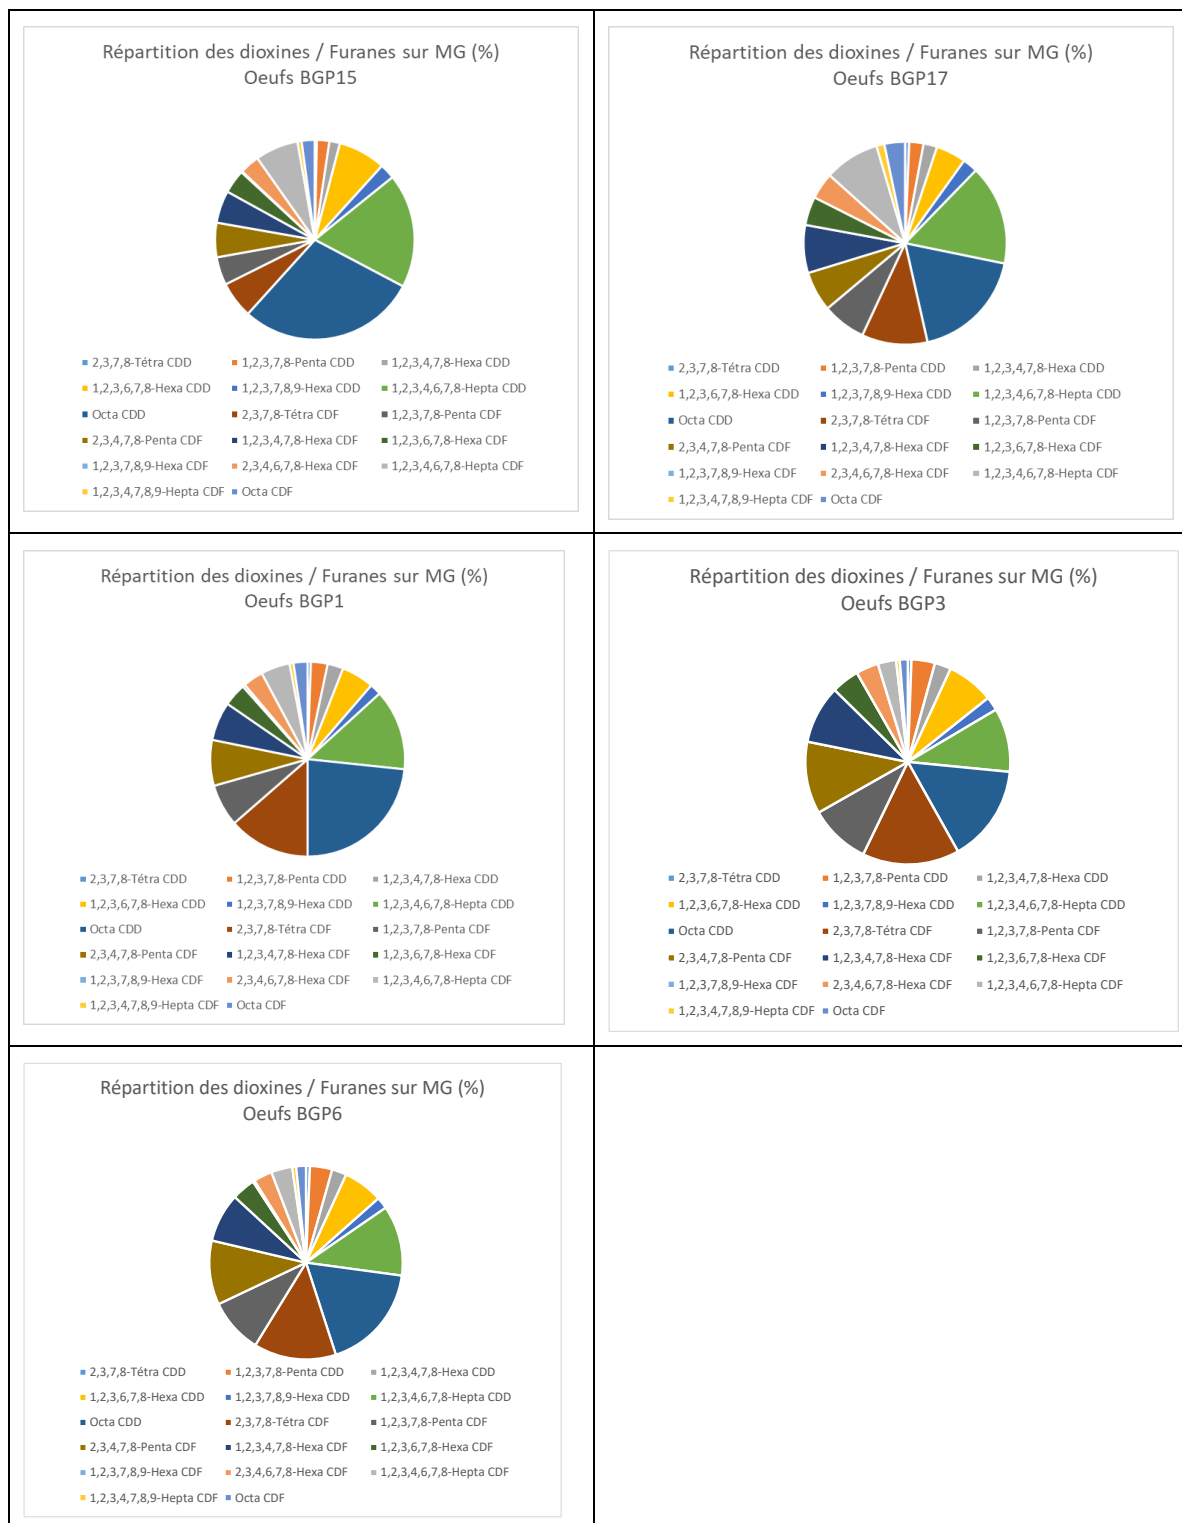 Répartition des dioxines / Furanes sur MG (%)
Oeufs BGP15
2,3,7,8-Tétra CDD 1,2,3,7,8-Penta CDD 1,2,3,4,7,8-Hexa CDD
1,2,3,6,7,8-Hexa CDD 1,2,3,7,8,9-Hexa CDD 1,2,3,4,6,7,8-Hepta CDD
Octa CDD 2,3,7,8-Tétra CDF 1,2,3,7,8-Penta CDF
2,3,4,7,8-Penta CDF 1,2,3,4,7,8-Hexa CDF 1,2,3,6,7,8-Hexa CDF
1,2,3,7,8,9-Hexa CDF 2,3,4,6,7,8-Hexa CDF 1,2,3,4,6,7,8-Hepta CDF
1,2,3,4,7,8,9-Hepta CDF Octa CDF
Répartition des dioxines / Furanes sur MG (%)
Oeufs BGP17
2,3,7,8-Tétra CDD 1,2,3,7,8-Penta CDD 1,2,3,4,7,8-Hexa CDD
1,2,3,6,7,8-Hexa CDD 1,2,3,7,8,9-Hexa CDD 1,2,3,4,6,7,8-Hepta CDD
Octa CDD 2,3,7,8-Tétra CDF 1,2,3,7,8-Penta CDF
2,3,4,7,8-Penta CDF 1,2,3,4,7,8-Hexa CDF 1,2,3,6,7,8-Hexa CDF
1,2,3,7,8,9-Hexa CDF 2,3,4,6,7,8-Hexa CDF 1,2,3,4,6,7,8-Hepta CDF
1,2,3,4,7,8,9-Hepta CDF Octa CDF
Répartition des dioxines / Furanes sur MG (%)
Oeufs BGP1
2,3,7,8-Tétra CDD 1,2,3,7,8-Penta CDD 1,2,3,4,7,8-Hexa CDD
1,2,3,6,7,8-Hexa CDD 1,2,3,7,8,9-Hexa CDD 1,2,3,4,6,7,8-Hepta CDD
Octa CDD 2,3,7,8-Tétra CDF 1,2,3,7,8-Penta CDF
2,3,4,7,8-Penta CDF 1,2,3,4,7,8-Hexa CDF 1,2,3,6,7,8-Hexa CDF
1,2,3,7,8,9-Hexa CDF 2,3,4,6,7,8-Hexa CDF 1,2,3,4,6,7,8-Hepta CDF
1,2,3,4,7,8,9-Hepta CDF Octa CDF
Répartition des dioxines / Furanes sur MG (%)
Oeufs BGP3
2,3,7,8-Tétra CDD 1,2,3,7,8-Penta CDD 1,2,3,4,7,8-Hexa CDD
1,2,3,6,7,8-Hexa CDD 1,2,3,7,8,9-Hexa CDD 1,2,3,4,6,7,8-Hepta CDD
Octa CDD 2,3,7,8-Tétra CDF 1,2,3,7,8-Penta CDF
2,3,4,7,8-Penta CDF 1,2,3,4,7,8-Hexa CDF 1,2,3,6,7,8-Hexa CDF
1,2,3,7,8,9-Hexa CDF 2,3,4,6,7,8-Hexa CDF 1,2,3,4,6,7,8-Hepta CDF
1,2,3,4,7,8,9-Hepta CDF Octa CDF
Répartition des dioxines / Furanes sur MG (%)
Oeufs BGP6
2,3,7,8-Tétra CDD 1,2,3,7,8-Penta CDD 1,2,3,4,7,8-Hexa CDD
1,2,3,6,7,8-Hexa CDD 1,2,3,7,8,9-Hexa CDD 1,2,3,4,6,7,8-Hepta CDD
Octa CDD 2,3,7,8-Tétra CDF 1,2,3,7,8-Penta CDF
2,3,4,7,8-Penta CDF 1,2,3,4,7,8-Hexa CDF 1,2,3,6,7,8-Hexa CDF
1,2,3,7,8,9-Hexa CDF 2,3,4,6,7,8-Hexa CDF 1,2,3,4,6,7,8-Hepta CDF
1,2,3,4,7,8,9-Hepta CDF Octa CDF